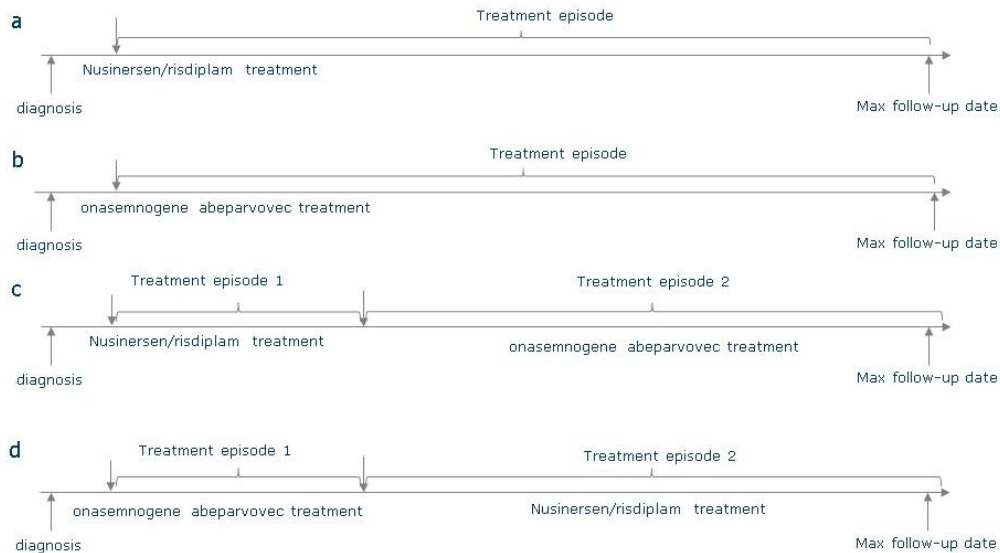 a
Treatment episode
Nusinersen/risdiplam treatment
diagnosis
Max follow-up date
b
Treatment episode
onasemnogene abeparvovec treatment
diagnosis
Max follow-up date
c
Treatment episode 1
Treatment episode 2
Nusinersen/risdiplam treatment
onasemnogene abeparvovec treatment
diagnosis
Max follow-up date
d
Treatment episode 1
Treatment episode 2
onasemnogene abeparvovec treatment
Nusinersen/risdiplam treatment
diagnosis
Max follow-up date